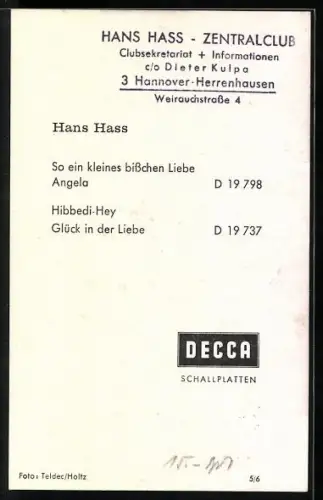 HANS HASS - ZENTRALCLUB
Clubsekretariat + Informationen
c/o Dieter Kulpa
3 Hannover-Herrenhausen
Weirauchstraße 4
Hans Hass
So ein kleines bißchen Liebe
Angela D 19 798
Hibbedi-Hey
Glück in der Liebe D 19 737
DECCA
SCHALLPLATTEN
15.-
Foto: Teldec/Holtz 5/6